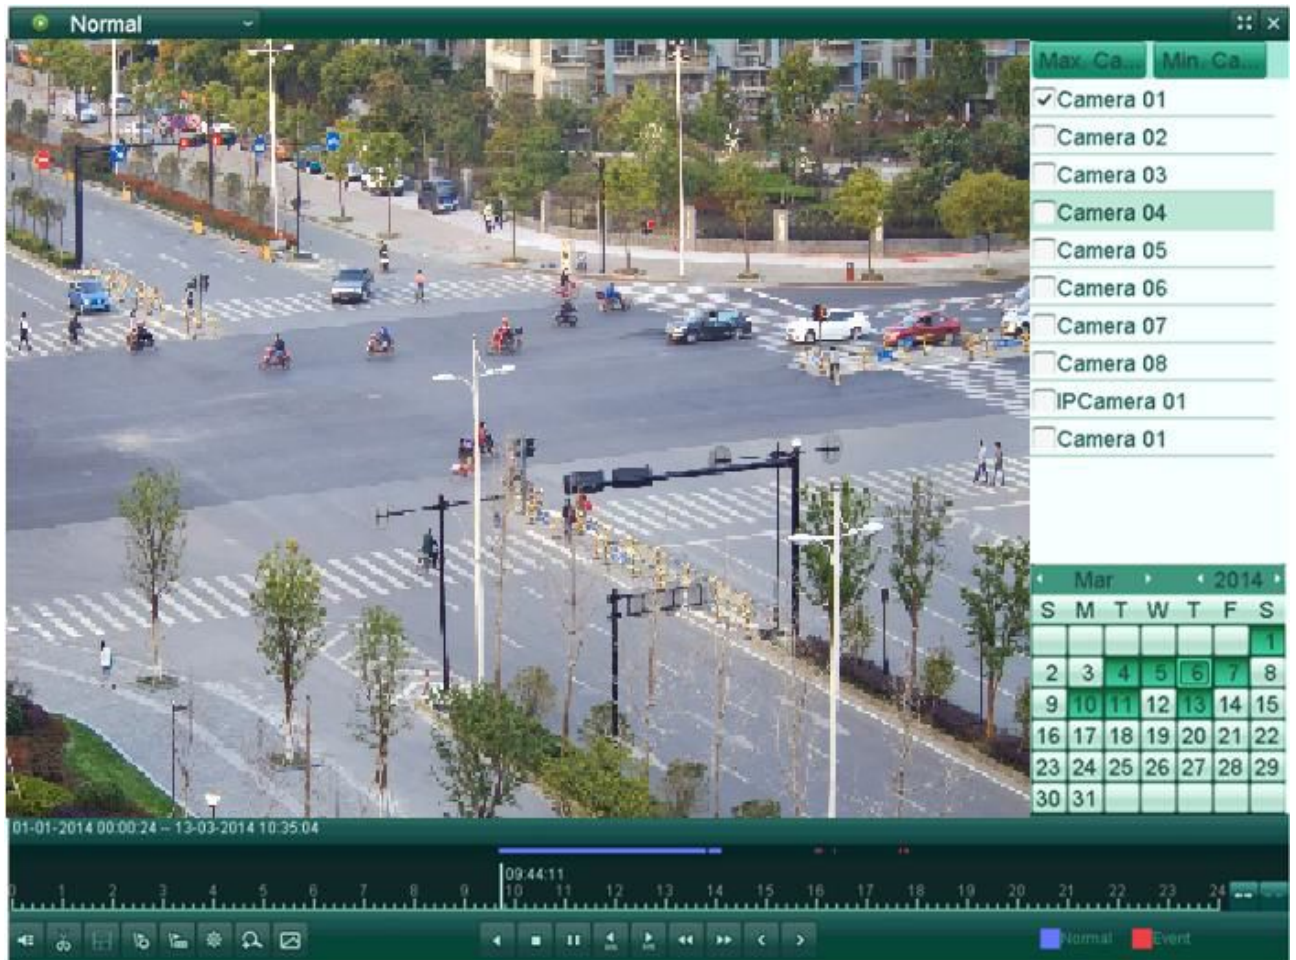 Normal
Max. Ca... Min. Ca...
Camera 01
Camera 02
Camera 03
Camera 04
Camera 05
Camera 06
Camera 07
Camera 08
IPCamera 01
Camera 01
Mar 2014
S M T W T F S
1
2 3 4 5 6 7 8
9 10 11 12 13 14 15
16 17 18 19 20 21 22
23 24 25 26 27 28 29
30 31
01-01-2014 00:00:24 -- 13-03-2014 10:35:04
09:44:11
0 1 2 3 4 5 6 7 8 9 10 11 12 13 14 15 16 17 18 19 20 21 22 23 24
Normal Event